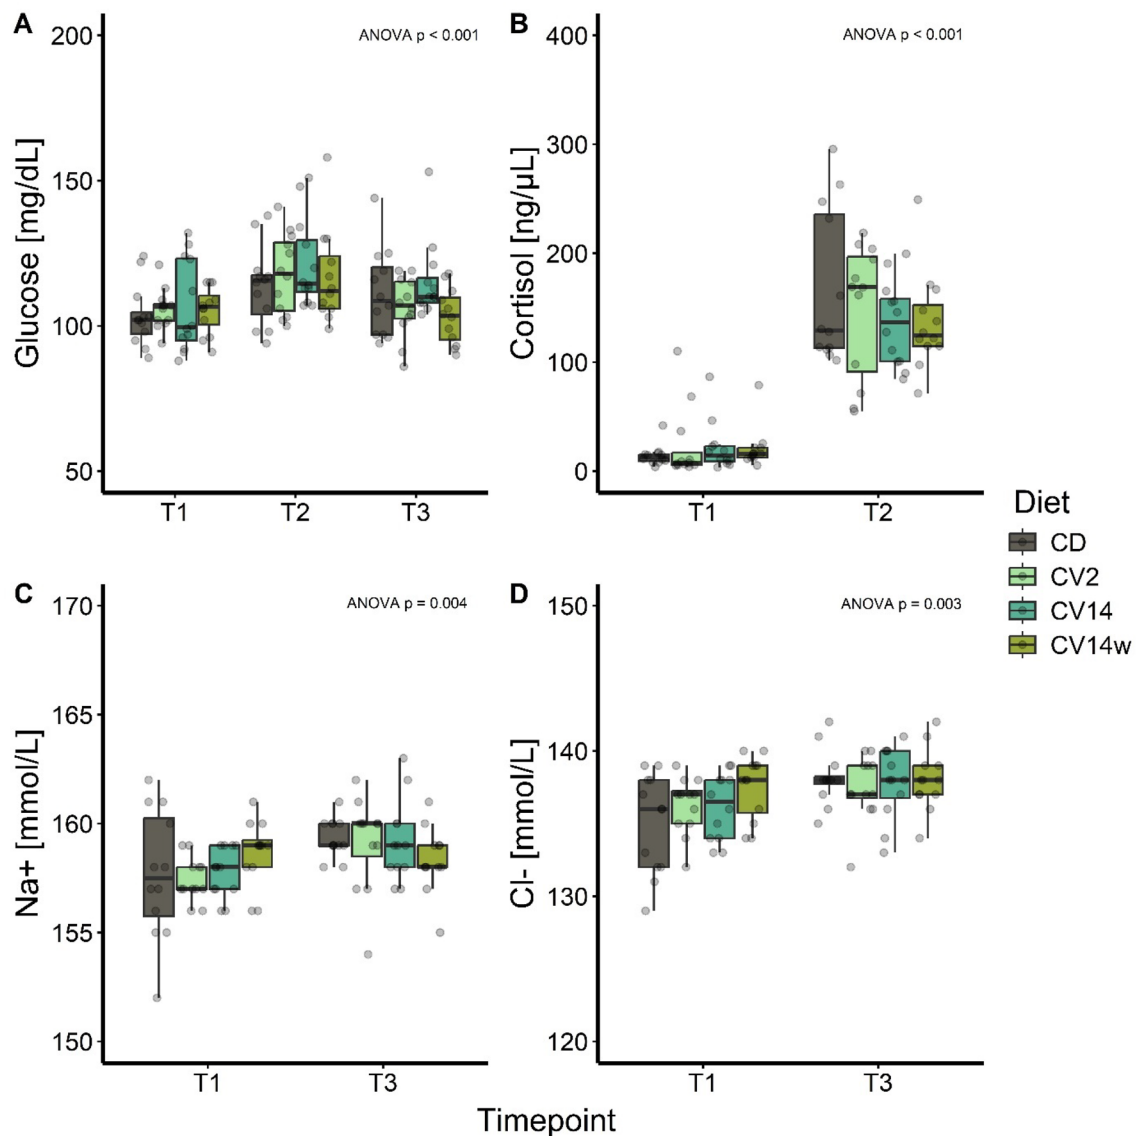 A
ANOVA p < 0.001
Glucose [mg/dL]
200
150
100
50
T1 T2 T3
B
ANOVA p < 0.001
Cortisol [ng/µL]
400
300
200
100
0
T1 T2
Diet
CD
CV2
CV14
CV14w
C
ANOVA p = 0.004
Na+ [mmol/L]
170
165
160
155
150
T1 T3
D
ANOVA p = 0.003
Cl- [mmol/L]
150
140
130
120
T1 T3
Timepoint